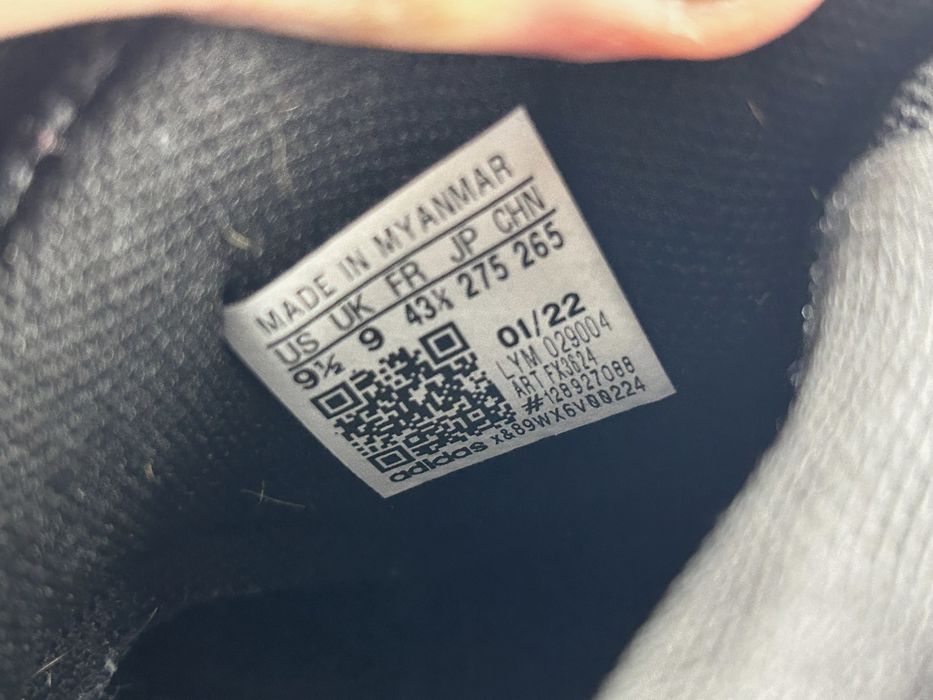 MADE IN MYANMAR
US UK FR JP CHN
9½ 9 43⅓ 275 265
01/22
LYM 029004
ART FX3624
#128927088
adidas x&89WX6V00224